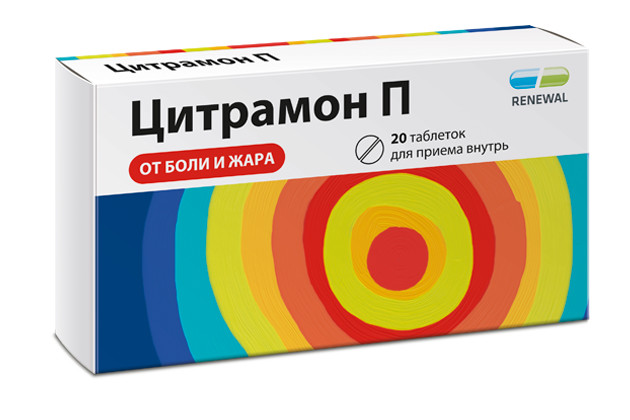 Цитрамон П
Цитрамон П
RENEWAL
ОТ БОЛИ И ЖАРА
20 таблеток
для приема внутрь